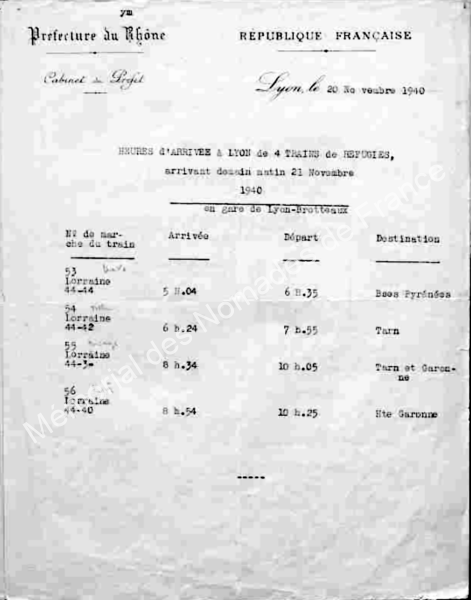 ym
Préfecture du Rhône
RÉPUBLIQUE FRANÇAISE
Cabinet du Préfet
Lyon, le 20 Novembre 1940
HEURES d'ARRIVEE à LYON de 4 TRAINS de REFUGIES,
arrivant demain matin 21 Novembre
1940
en gare de Lyon-Brotteaux
N° de mar-
che du train
Arrivée
Départ
Destination
53
Lorraine
44-44
5 H.04
6 H.35
Bses Pyrénées
54
Lorraine
44-42
6 h.24
7 h.55
Tarn
55
Lorraine
44-3
8 h.34
10 h.05
Tarn et Garon-
ne
56
Lorraine
44-40
8 h.54
10 h.25
Hte Garonne
-----
Mémorial des Nomades de France